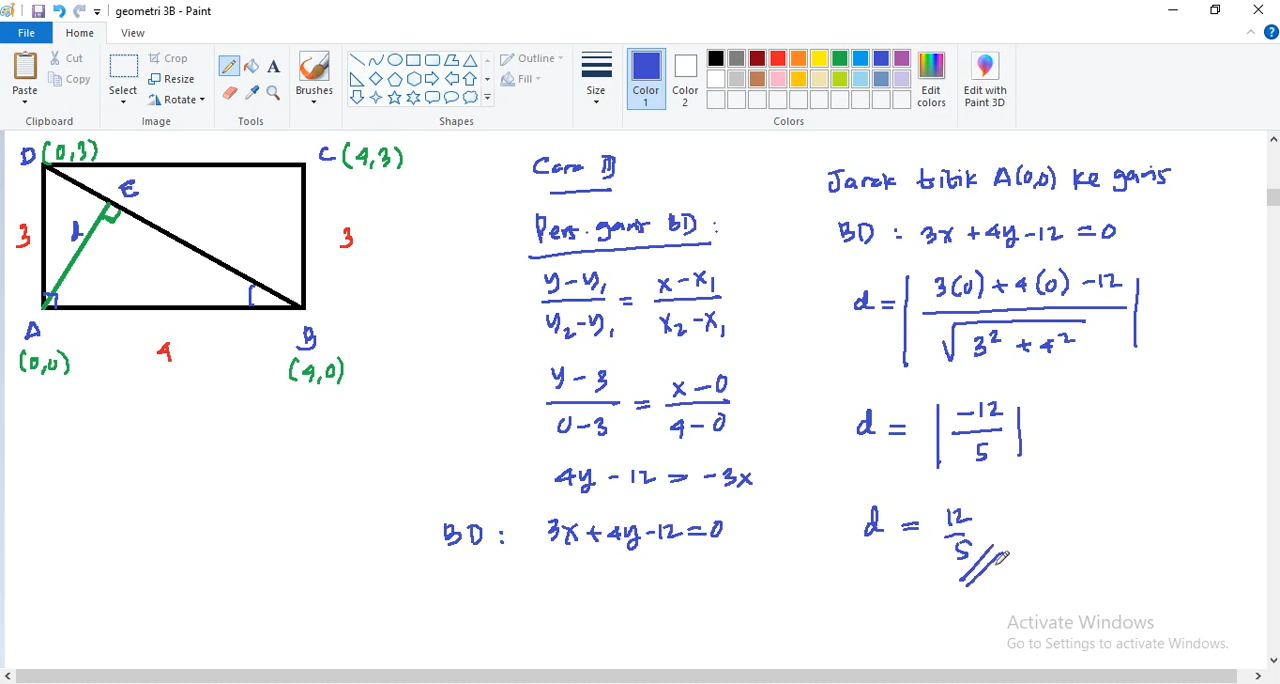 geometri 3B - Paint
File
Home
View
Paste
Cut
Copy
Clipboard
Select
Crop
Resize
Rotate
Image
A
Tools
Brushes
Outline
Fill
Shapes
Size
Color 1
Color 2
Edit colors
Colors
Edit with Paint 3D
D (0,3)
C (4,3)
E
d
3
3
A
(0,0)
4
B
(4,0)
Cara III
Pers. garis BD :
y-y₁ / y₂-y₁ = x-x₁ / x₂-x₁
y-3 / 0-3 = x-0 / 4-0
4y - 12 = -3x
BD : 3x + 4y - 12 = 0
Jarak titik A(0,0) ke garis
BD : 3x + 4y - 12 = 0
d = | 3(0) + 4(0) - 12 / √3² + 4² |
d = | -12 / 5 |
d = 12 / 5 //
Activate Windows
Go to Settings to activate Windows.